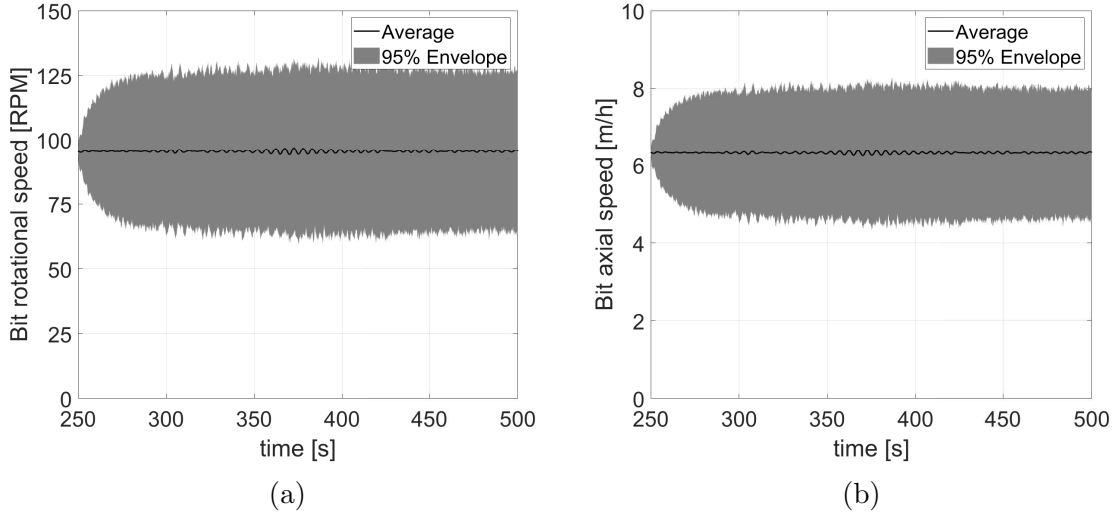 Bit rotational speed [RPM]
150
125
100
75
50
25
0
250 300 350 400 450 500
time [s]
Average
95% Envelope
(a)
Bit axial speed [m/h]
10
8
6
4
2
0
250 300 350 400 450 500
time [s]
Average
95% Envelope
(b)